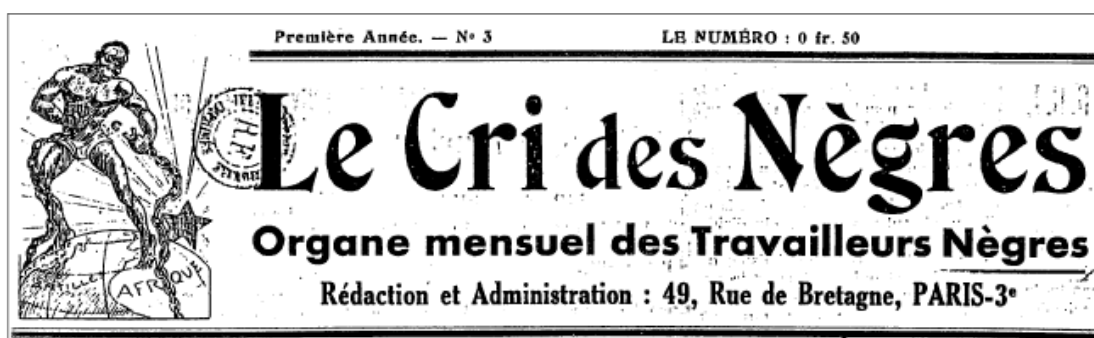 Première Année. — No 3
LE NUMÉRO : 0 fr. 50
Le Cri des Nègres
Organe mensuel des Travailleurs Nègres
Rédaction et Administration : 49, Rue de Bretagne, PARIS-3e
AFRIQUE